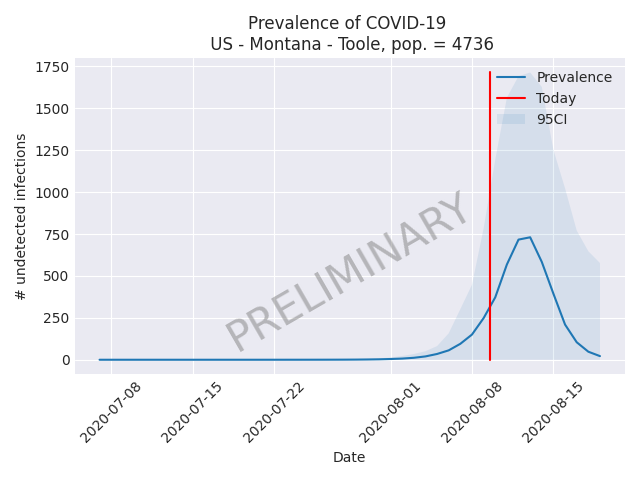 Prevalence of COVID-19
US - Montana - Toole, pop. = 4736
Prevalence
Today
95CI
1750
1500
1250
1000
750
500
250
0
# undetected infections
PRELIMINARY
2020-07-08
2020-07-15
2020-07-22
2020-08-01
2020-08-08
2020-08-15
Date